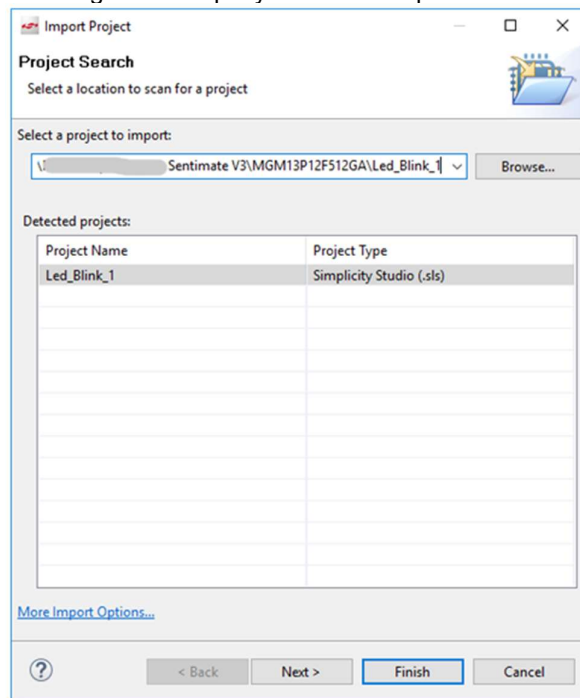 Import Project
Project Search
Select a location to scan for a project
Select a project to import:
Sentimate V3\MGM13P12F512GA\Led_Blink_1
Browse...
Detected projects:
Project Name Project Type
Led_Blink_1 Simplicity Studio (.sls)
More Import Options...
? < Back Next > Finish Cancel